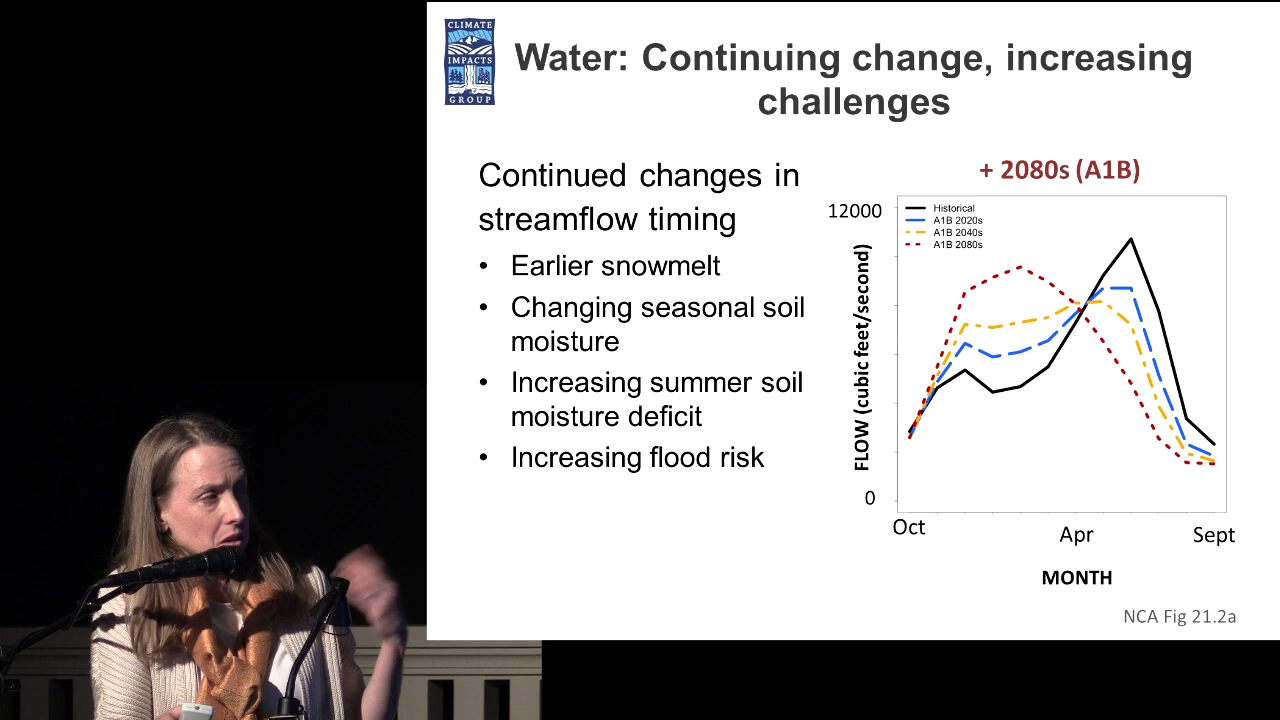 CLIMATE
IMPACTS
GROUP
Water: Continuing change, increasing
challenges
Continued changes in
streamflow timing
• Earlier snowmelt
• Changing seasonal soil
moisture
• Increasing summer soil
moisture deficit
• Increasing flood risk
+ 2080s (A1B)
12000
Historical
A1B 2020s
A1B 2040s
A1B 2080s
FLOW (cubic feet/second)
0
Oct
Apr
Sept
MONTH
NCA Fig 21.2a